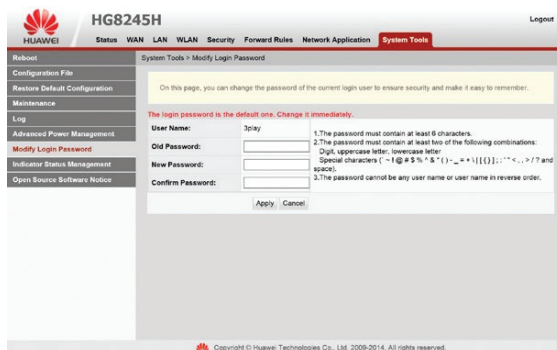 HG8245H
Logout
HUAWEI
Status WAN LAN WLAN Security Forward Rules Network Application System Tools
Reboot
Configuration File
Restore Default Configuration
Maintenance
Log
Advanced Power Management
Modify Login Password
Indicator Status Management
Open Source Software Notice
System Tools > Modify Login Password
On this page, you can change the password of the current login user to ensure security and make it easy to remember.
The login password is the default one. Change it immediately.
User Name: 3play
Old Password:
New Password:
Confirm Password:
1.The password must contain at least 6 characters.
2.The password must contain at least two of the following combinations:
Digit, uppercase letter, lowercase letter
Special characters (` ~ ! @ # $ % ^ & * ( ) - _ = + \ | [ { } ] ; : ' " < , . > / ? and
space).
3.The password cannot be any user name or user name in reverse order.
Apply Cancel
Copyright © Huawei Technologies Co., Ltd. 2009-2014. All rights reserved.